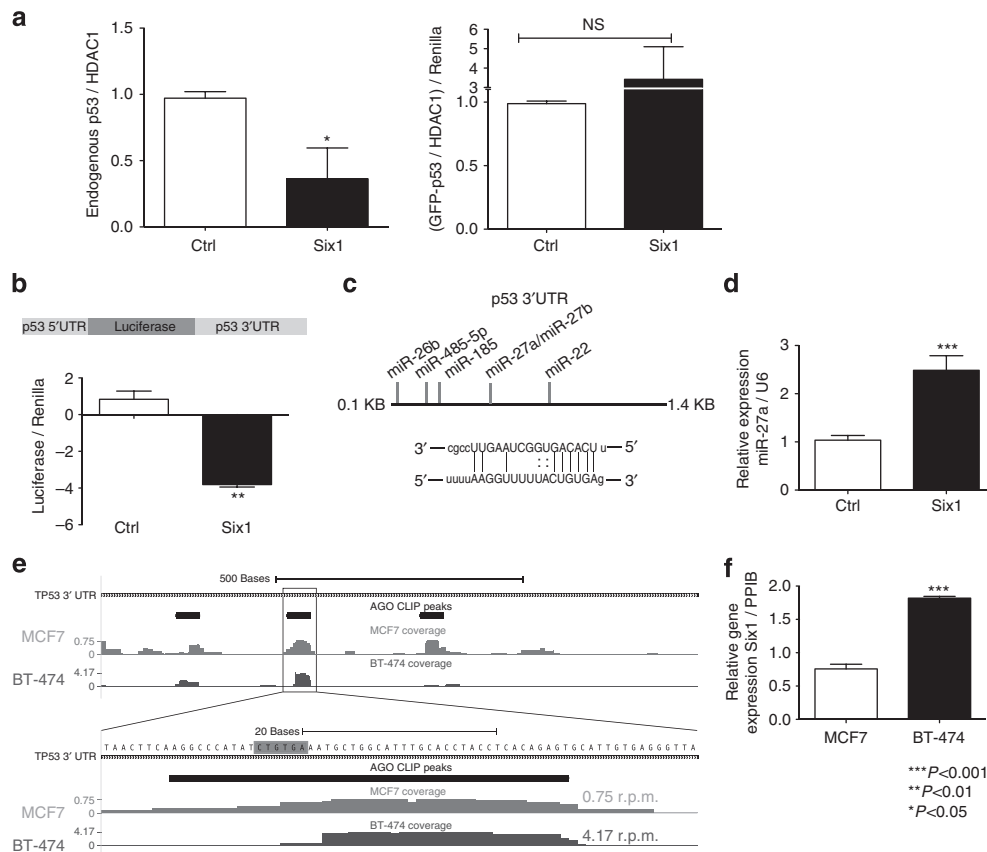 a
1.5
1.0
0.5
0.0
Endogenous p53 / HDAC1
*
Ctrl
Six1
6
5
4
3
1.0
0.5
0.0
(GFP-p53 / HDAC1) / Renilla
NS
Ctrl
Six1
b
p53 5′UTR
Luciferase
p53 3′UTR
2
0
−2
−4
−6
Luciferase / Renilla
**
Ctrl
Six1
c
p53 3′UTR
miR-26b
miR-485-5p
miR-185
miR-27a/miR-27b
miR-22
0.1 KB
1.4 KB
3′ cgccUUGAAUCGGUGACACUu 5′
5′ uuuuAAGGUUUUUACUGUGAg 3′
d
3
2
1
0
Relative expression
miR-27a / U6
***
Ctrl
Six1
e
500 Bases
TP53 3′ UTR
AGO CLIP peaks
MCF7 coverage
MCF7
0.75
0
BT-474 coverage
BT-474
4.17
0
20 Bases
TAACTTCAAGGCCCATATCTGTGAAATGCTGGCATTTGCACCTACCTCACAGAGTGCATTGTGAGGGTTA
TP53 3′ UTR
AGO CLIP peaks
MCF7 coverage
MCF7
0.75
0
0.75 r.p.m.
BT-474 coverage
BT-474
4.17
0
4.17 r.p.m.
f
2.0
1.5
1.0
0.5
0.0
Relative gene
expression Six1 / PPIB
***
MCF7
BT-474
***P<0.001
**P<0.01
*P<0.05